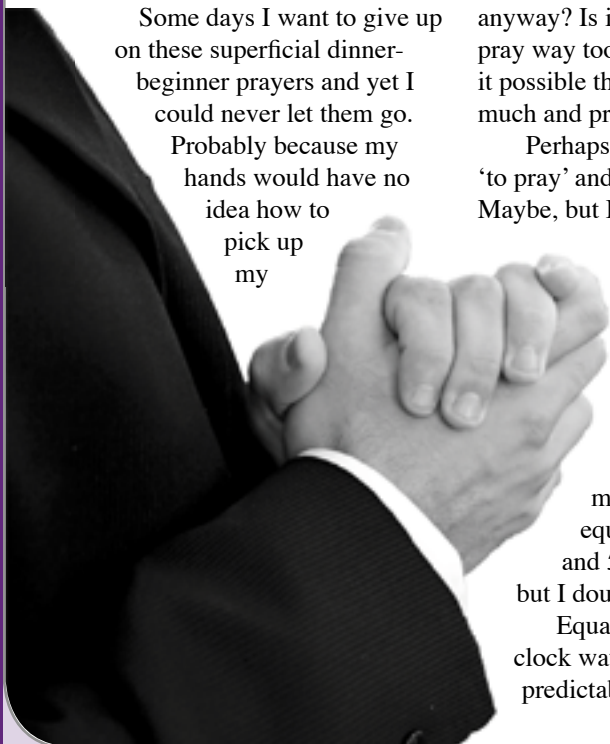 Some days I want to give up
on these superficial dinner-
beginner prayers and yet I
could never let them go.
Probably because my
hands would have no
idea how to
pick up
my
anyway? Is i
pray way too
it possible th
much and pr
Perhaps
‘to pray’ and
Maybe, but I
m
equ
and
but I dou
Equa
clock wa
predictab